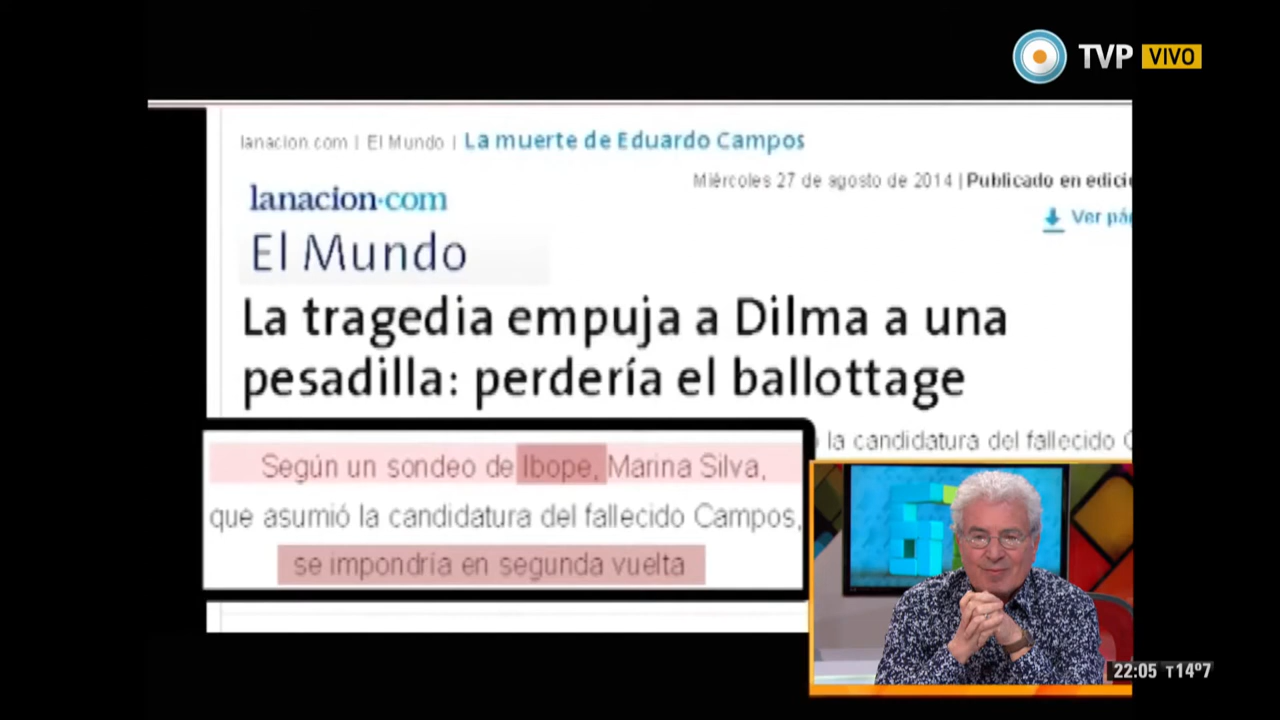 TVP VIVO
lanacion.com | El Mundo | La muerte de Eduardo Campos
Miércoles 27 de agosto de 2014 | Publicado en edici
lanacion.com
Ver pá
El Mundo
La tragedia empuja a Dilma a una
pesadilla: perdería el ballottage
la candidatura del fallecido C
Según un sondeo de Ibope, Marina Silva,
que asumió la candidatura del fallecido Campos,
se impondría en segunda vuelta
22:05 T14º7